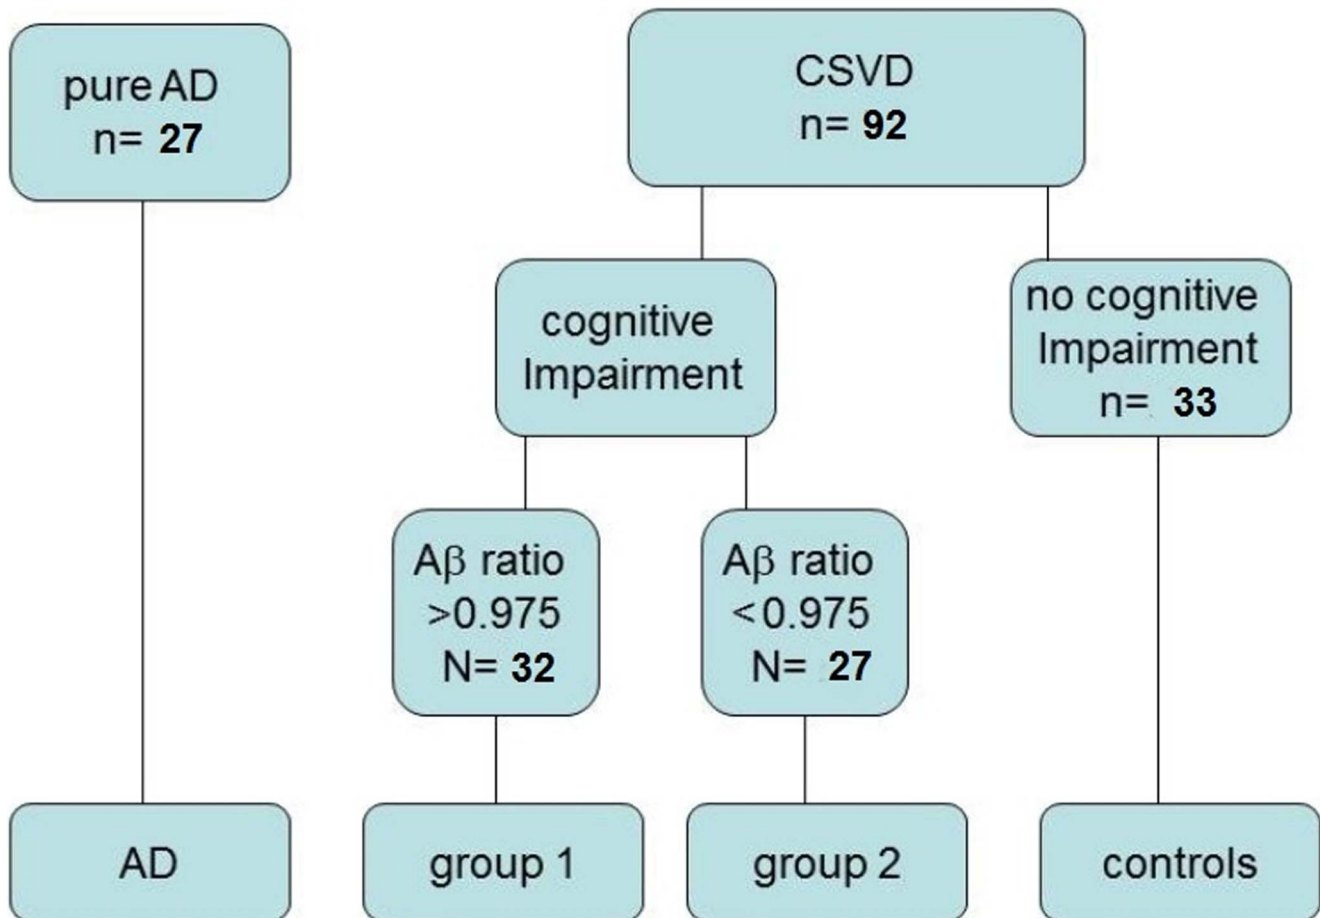 pure AD
n= 27
CSVD
n= 92
cognitive
Impairment
no cognitive
Impairment
n= 33
Aβ ratio
>0.975
N= 32
Aβ ratio
<0.975
N= 27
AD
group 1
group 2
controls